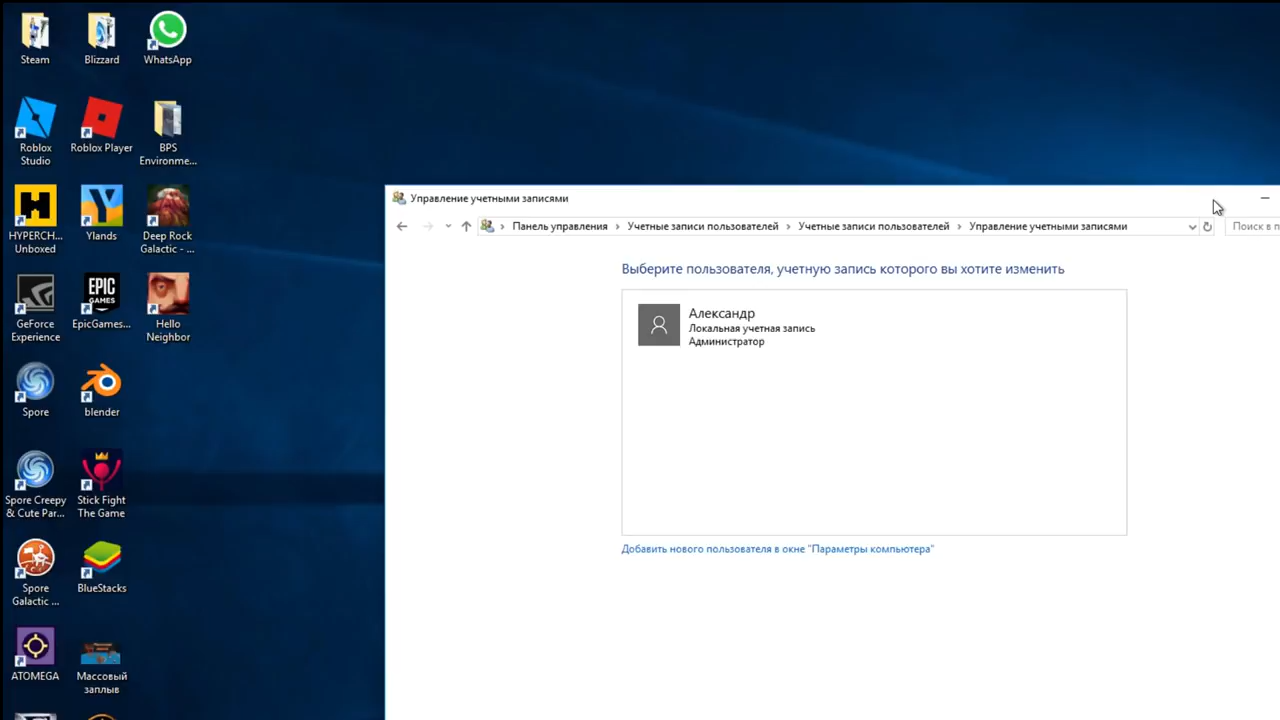 Steam
Blizzard
WhatsApp
Roblox
Studio
Roblox Player
BPS
Environme...
HYPERCH...
Unboxed
Ylands
Deep Rock
Galactic - ...
GeForce
Experience
EPIC
GAMES
EpicGames...
Hello
Neighbor
Spore
blender
Spore Creepy
& Cute Par...
Stick Fight
The Game
Spore
Galactic ...
BlueStacks
ATOMEGA
Массовый
заплыв
Управление учетными записями
Панель управления
Учетные записи пользователей
Учетные записи пользователей
Управление учетными записями
Поиск в п
Выберите пользователя, учетную запись которого вы хотите изменить
Александр
Локальная учетная запись
Администратор
Добавить нового пользователя в окне "Параметры компьютера"